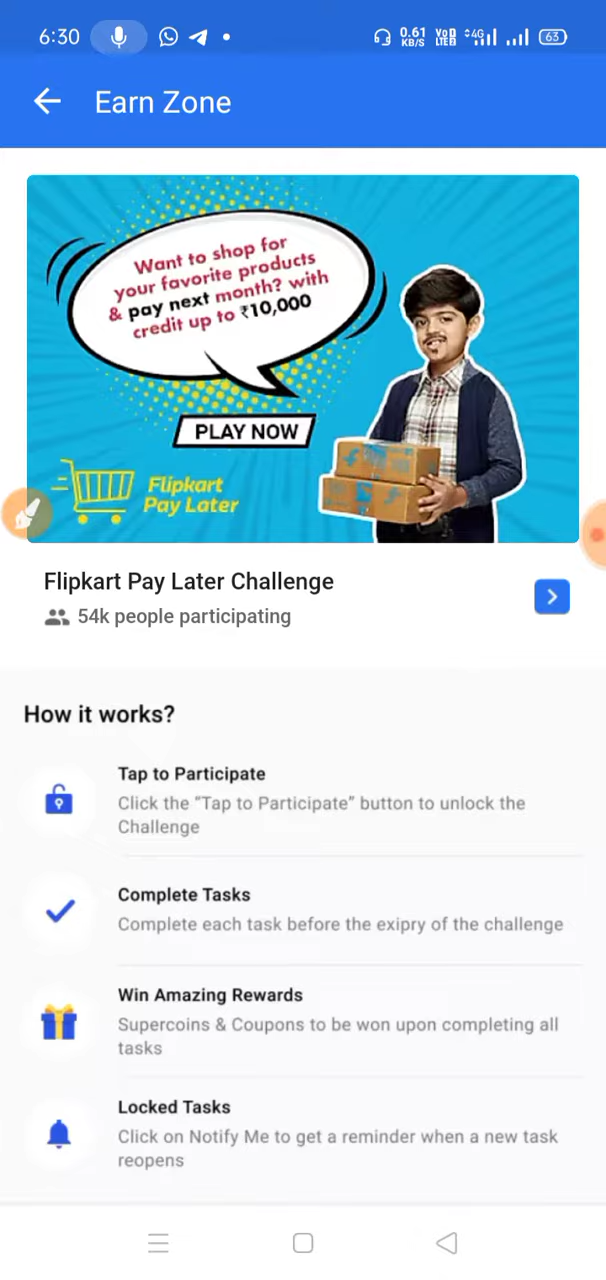 6:30
0.61
KB/S
Vo
LTE
4G
63
Earn Zone
Want to shop for
your favorite products
& pay next month? with
credit up to ₹10,000
PLAY NOW
Flipkart
Pay Later
Flipkart Pay Later Challenge
54k people participating
How it works?
Tap to Participate
Click the “Tap to Participate” button to unlock the
Challenge
Complete Tasks
Complete each task before the exipry of the challenge
Win Amazing Rewards
Supercoins & Coupons to be won upon completing all
tasks
Locked Tasks
Click on Notify Me to get a reminder when a new task
reopens